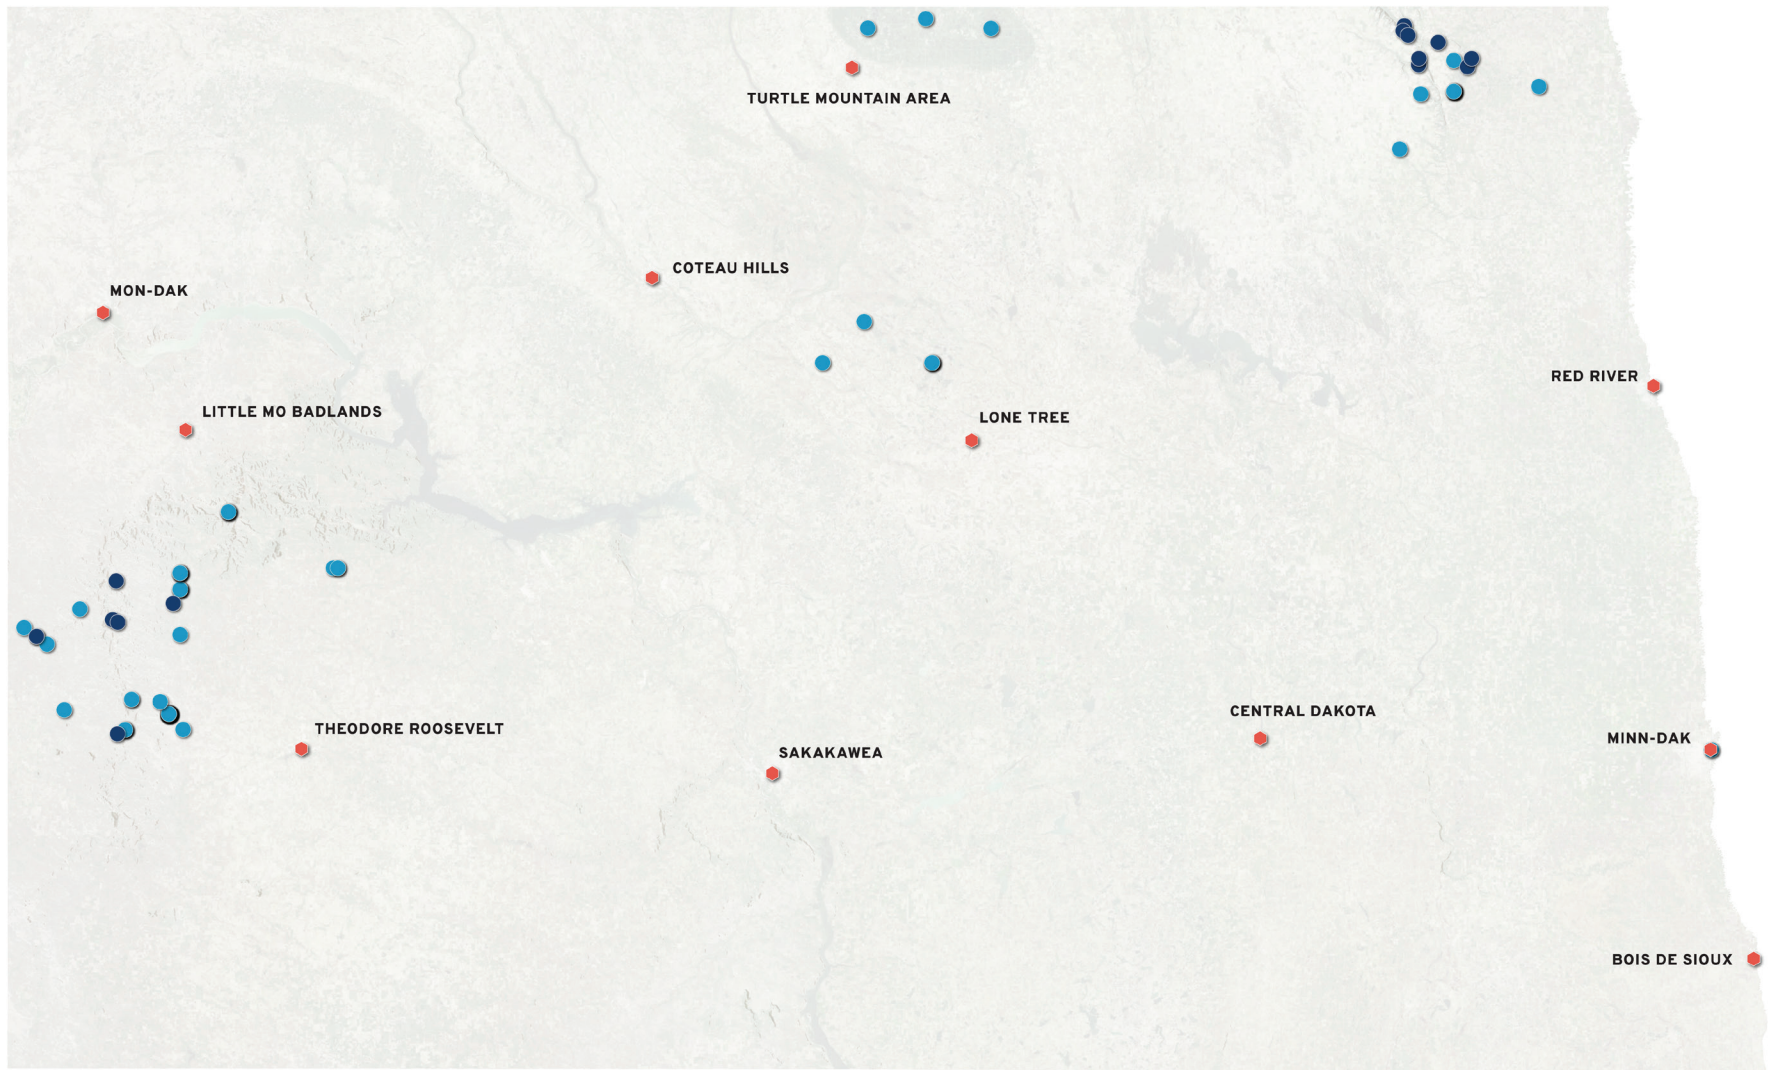 TURTLE MOUNTAIN AREA
COTEAU HILLS
MON-DAK
RED RIVER
LITTLE MO BADLANDS
LONE TREE
CENTRAL DAKOTA
THEODORE ROOSEVELT
MINN-DAK
SAKAKAWEA
BOIS DE SIOUX